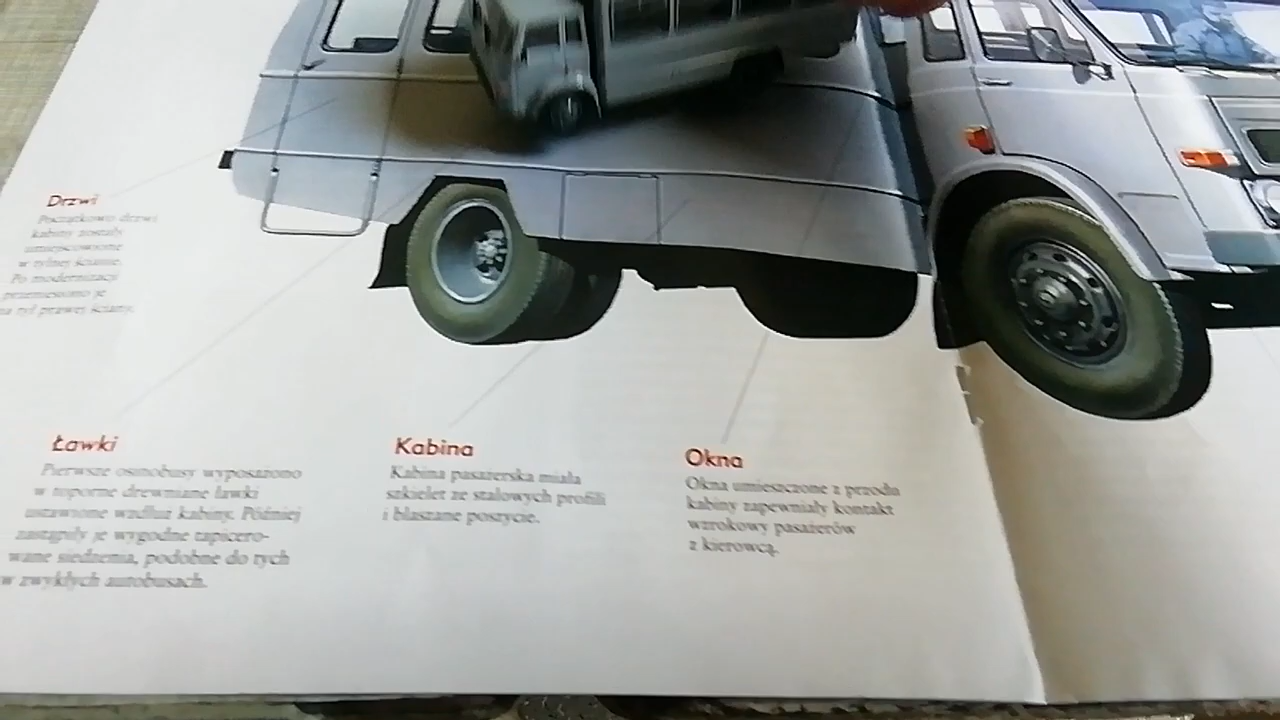 Drzwi
Początkowo drzwi
kabiny zostały
umiejscowione
w tylnej ścianie.
Po modernizacji
przeniesiono je
na tył prawej ściany.
Ławki
Pierwsze osinobusy wyposażono
w toporne drewniane ławki
ustawione wzdłuż kabiny. Później
zastąpiły je wygodne tapicero-
wane siedzenia, podobne do tych
w zwykłych autobusach.
Kabina
Kabina pasażerska miała
szkielet ze stalowych profili
i blaszane poszycie.
Okna
Okna umieszczone z przodu
kabiny zapewniały kontakt
wzrokowy pasażerów
z kierowcą.